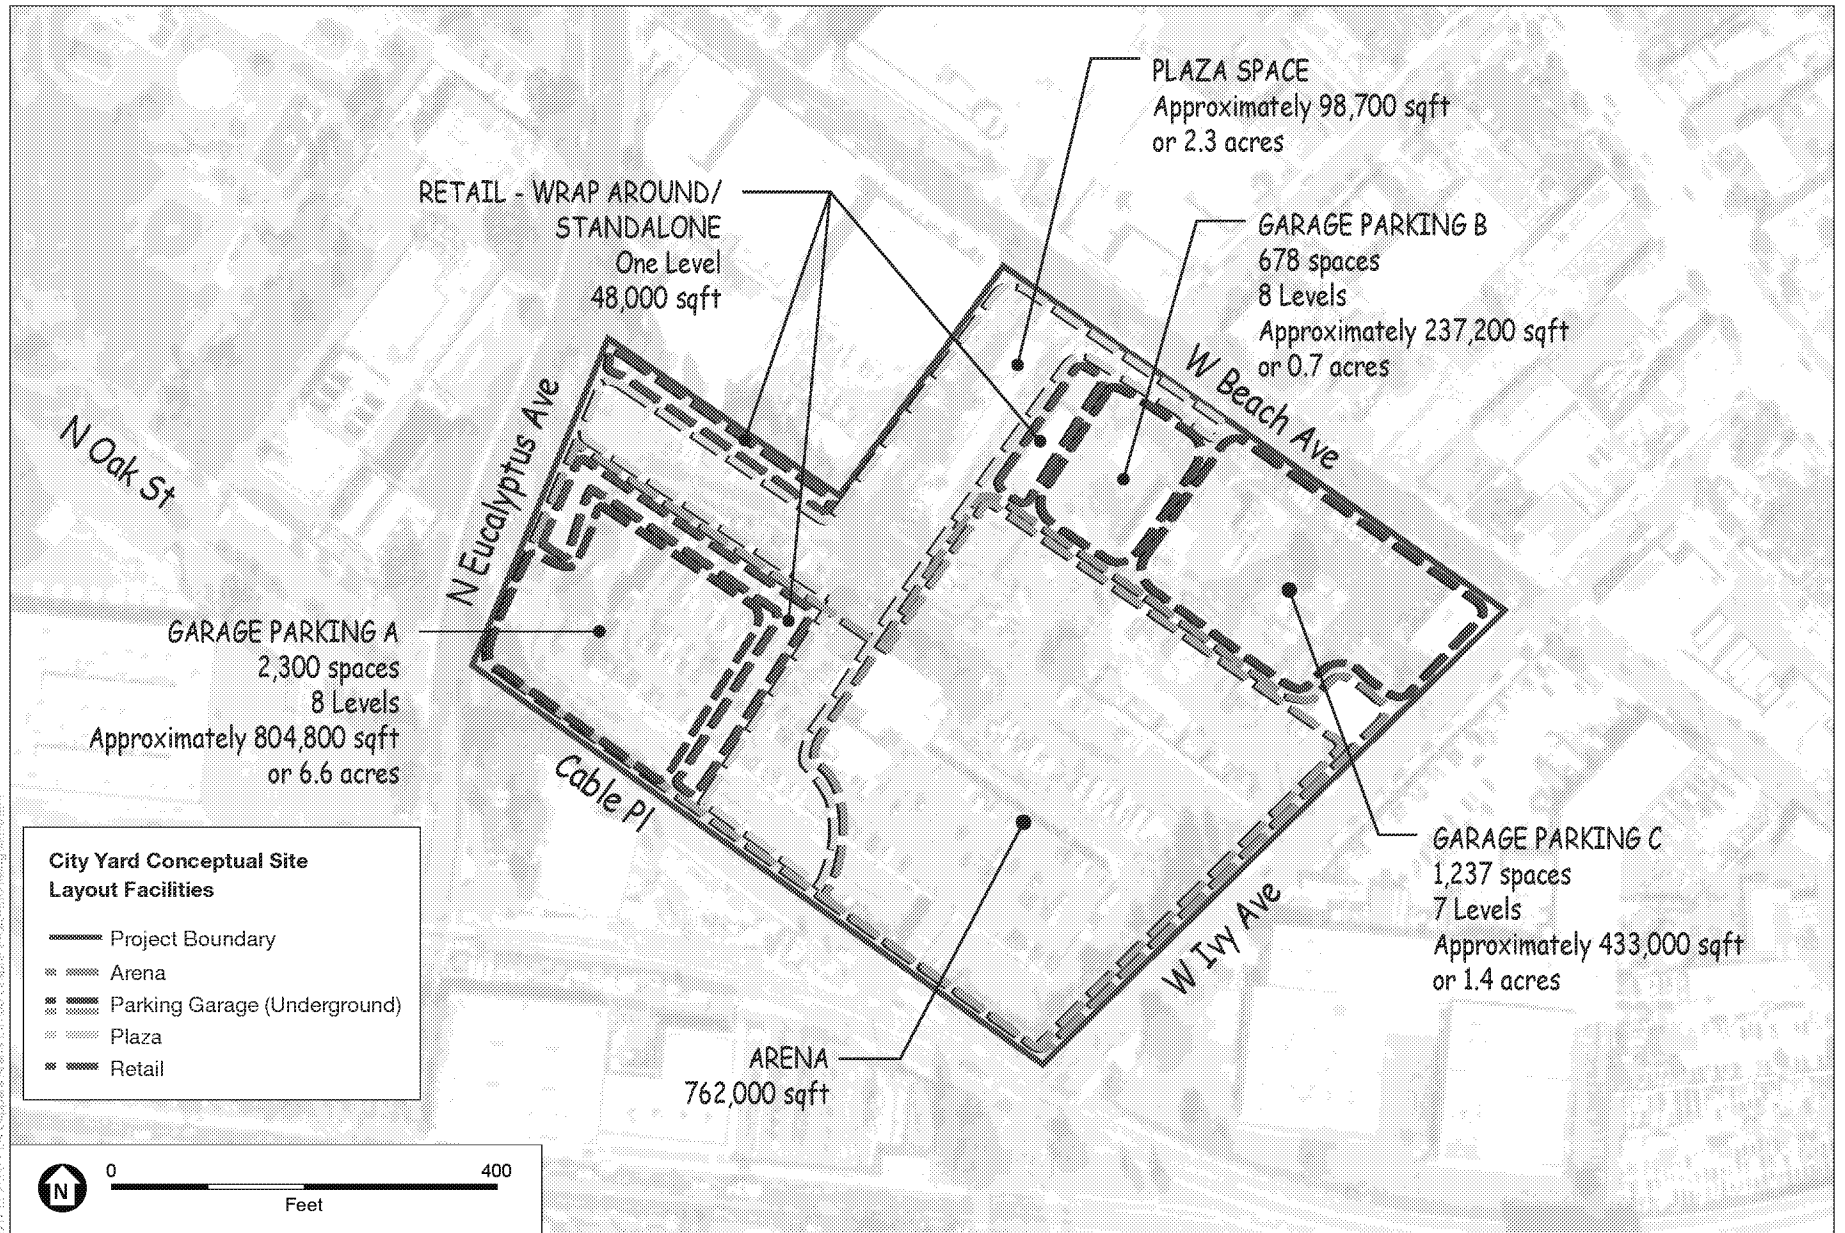 PLAZA SPACE
Approximately 98,700 sqft
or 2.3 acres
RETAIL - WRAP AROUND/
STANDALONE
One Level
48,000 sqft
GARAGE PARKING B
678 spaces
8 Levels
Approximately 237,200 sqft
or 0.7 acres
W Beach Ave
N Eucalyptus Ave
N Oak St
GARAGE PARKING A
2,300 spaces
8 Levels
Approximately 804,800 sqft
or 6.6 acres
Cable Pl
GARAGE PARKING C
1,237 spaces
7 Levels
Approximately 433,000 sqft
or 1.4 acres
W Ivy Ave
ARENA
762,000 sqft
City Yard Conceptual Site
Layout Facilities
Project Boundary
Arena
Parking Garage (Underground)
Plaza
Retail
N
0 400
Feet